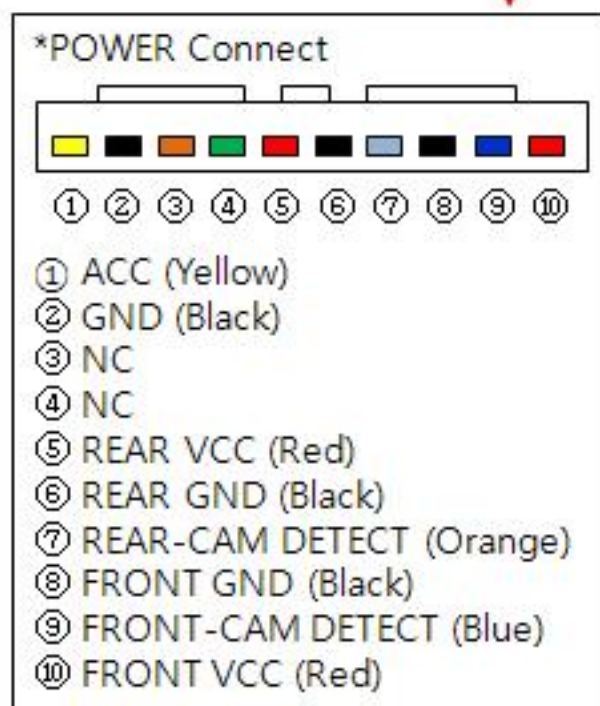 *POWER Connect
① ② ③ ④ ⑤ ⑥ ⑦ ⑧ ⑨ ⑩
① ACC (Yellow)
② GND (Black)
③ NC
④ NC
⑤ REAR VCC (Red)
⑥ REAR GND (Black)
⑦ REAR-CAM DETECT (Orange)
⑧ FRONT GND (Black)
⑨ FRONT-CAM DETECT (Blue)
⑩ FRONT VCC (Red)